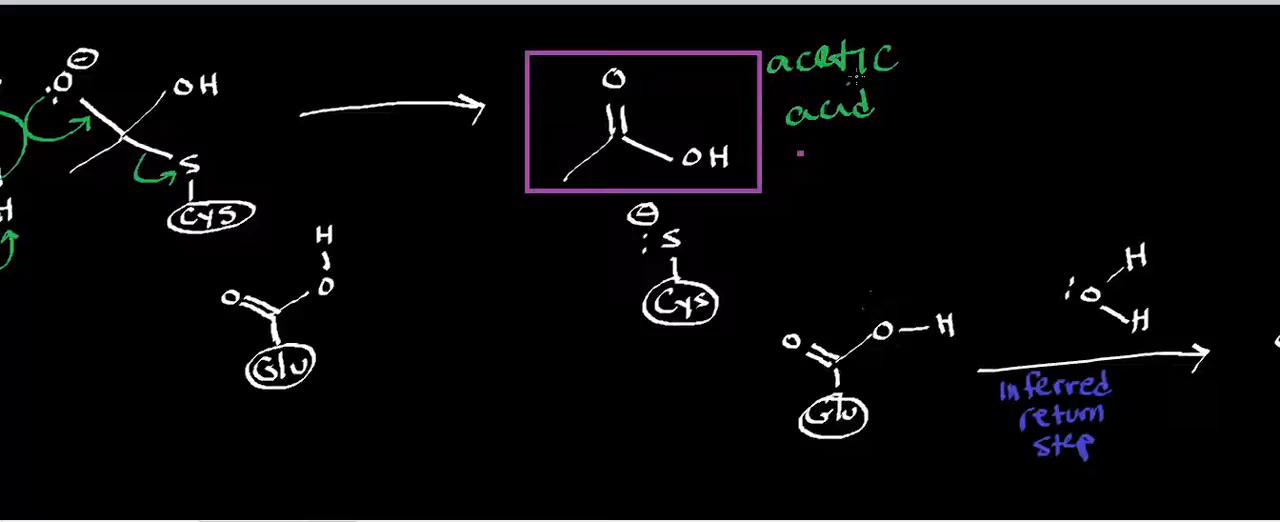 :O
⊖
OH
S
Cys
H
H
O
O
Glu
O
OH
acetic
acid
⊖
:S
Cys
O
O
H
Glu
:O
H
H
Inferred
return
step